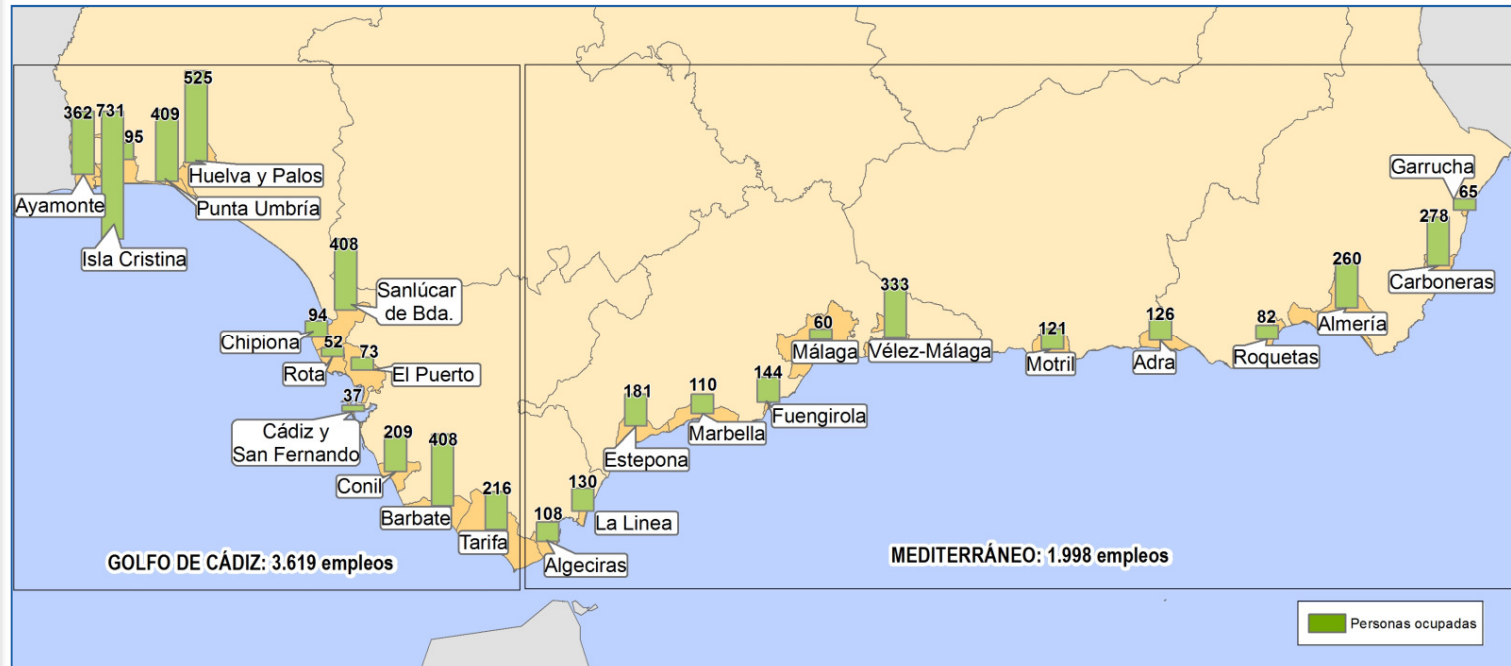 362
Ayamonte
731
Isla Cristina
95
409
Punta Umbría
525
Huelva y Palos
408
Sanlúcar
de Bda.
94
Chipiona
52
Rota
73
El Puerto
37
Cádiz y
San Fernando
209
Conil
408
Barbate
216
Tarifa
GOLFO DE CÁDIZ: 3.619 empleos
108
Algeciras
130
La Linea
181
Estepona
110
Marbella
144
Fuengirola
60
Málaga
333
Vélez-Málaga
121
Motril
126
Adra
82
Roquetas
260
Almería
278
Carboneras
Garrucha
65
MEDITERRÁNEO: 1.998 empleos
Personas ocupadas